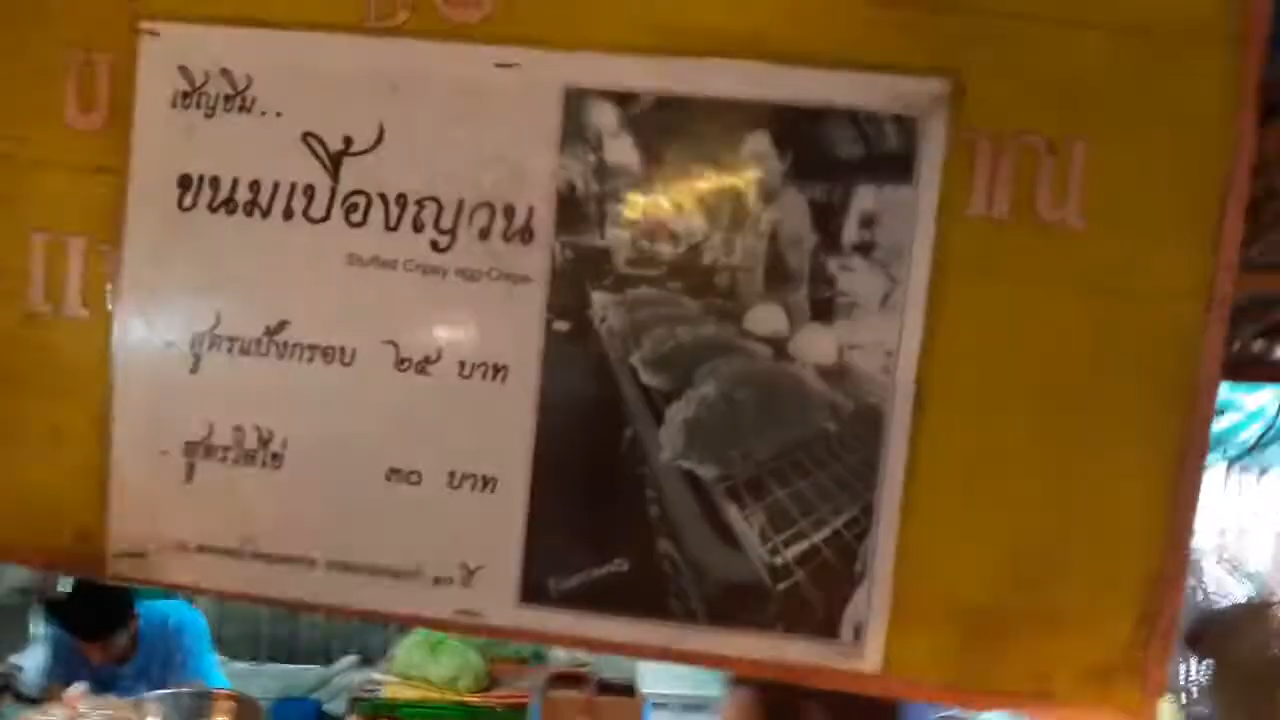 เชิญชิม..
ขนมเบื้องญวน
Stuffed Cripsy egg Crepe
- สูตรแป้งกรอบ ๒๕ บาท
- สูตรใส่ไข่ ๓๐ บาท